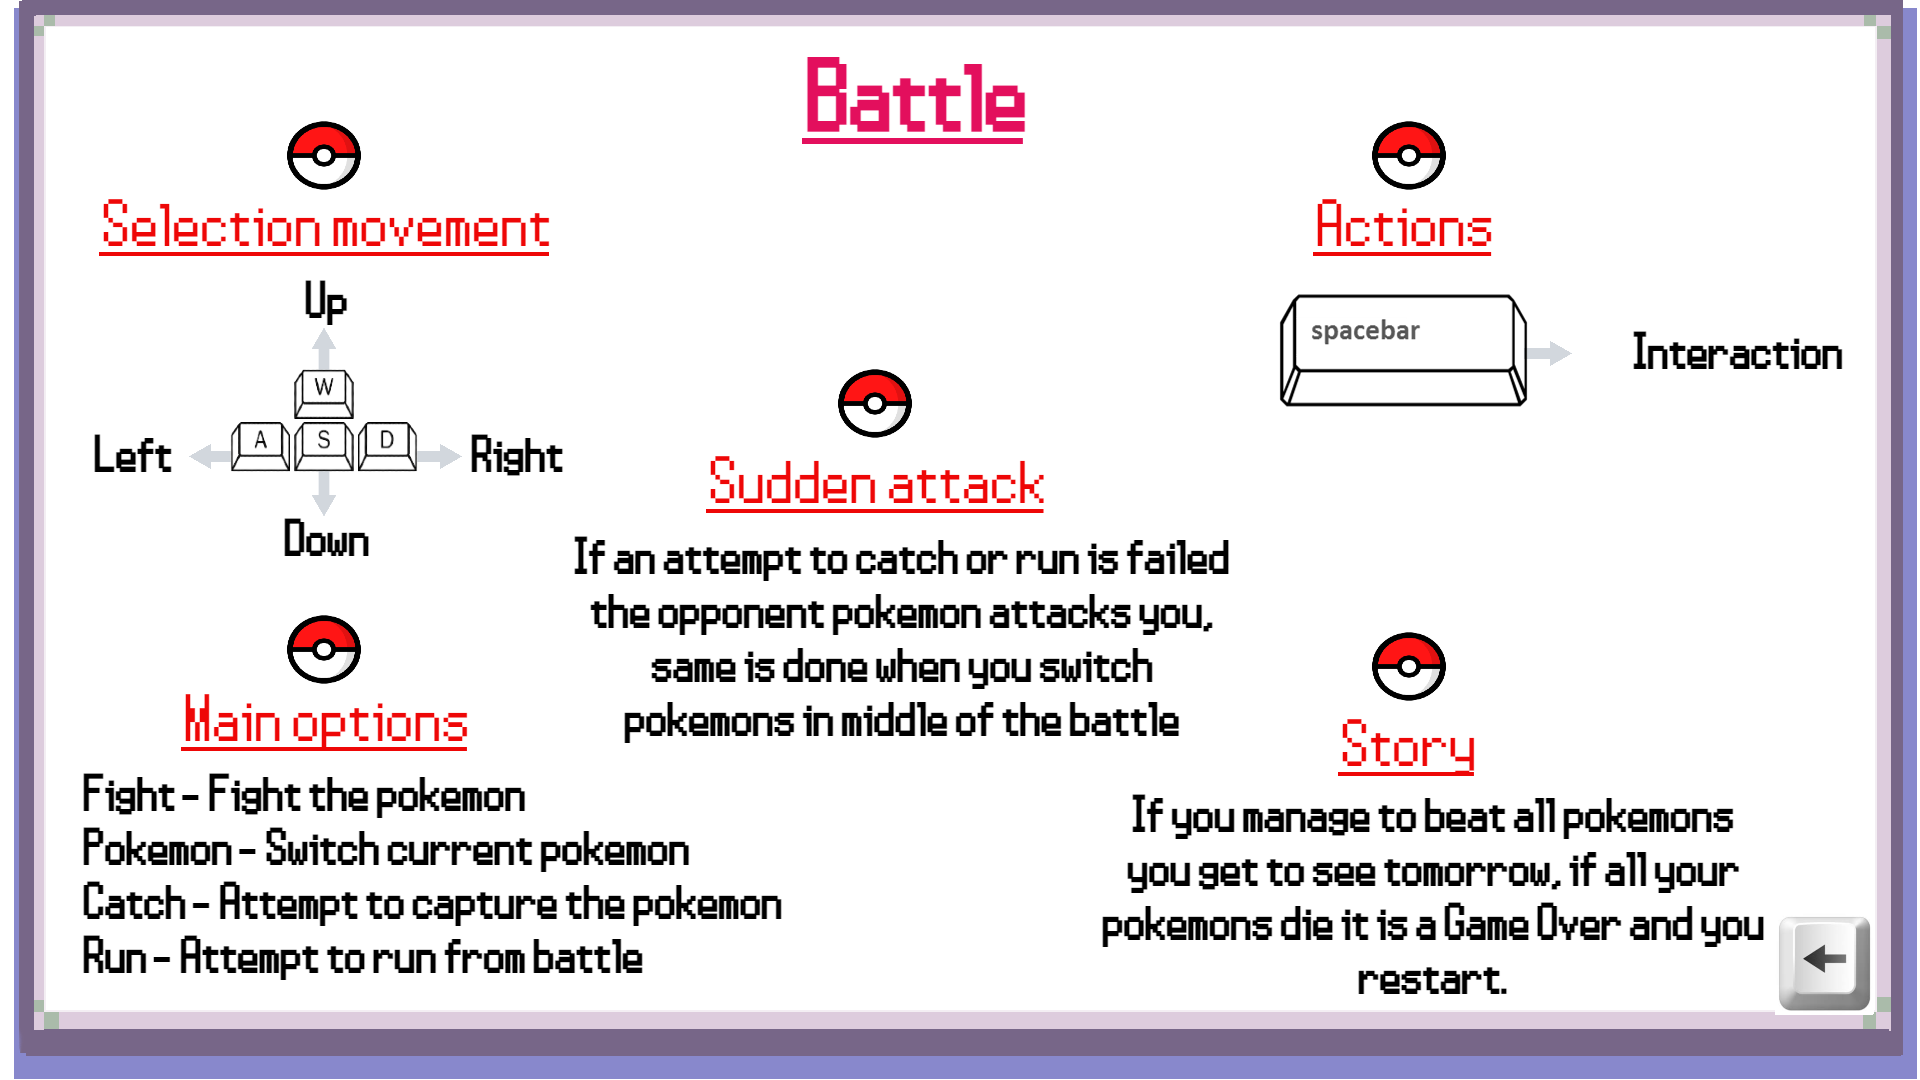 Battle
Selection movement
Up
W
A S D
Left
Right
Down
Main options
Fight - Fight the pokemon
Pokemon - Switch current pokemon
Catch - Attempt to capture the pokemon
Run - Attempt to run from battle
Sudden attack
If an attempt to catch or run is failed
the opponent pokemon attacks you,
same is done when you switch
pokemons in middle of the battle
Actions
spacebar
Interaction
Story
If you manage to beat all pokemons
you get to see tomorrow, if all your
pokemons die it is a Game Over and you
restart.